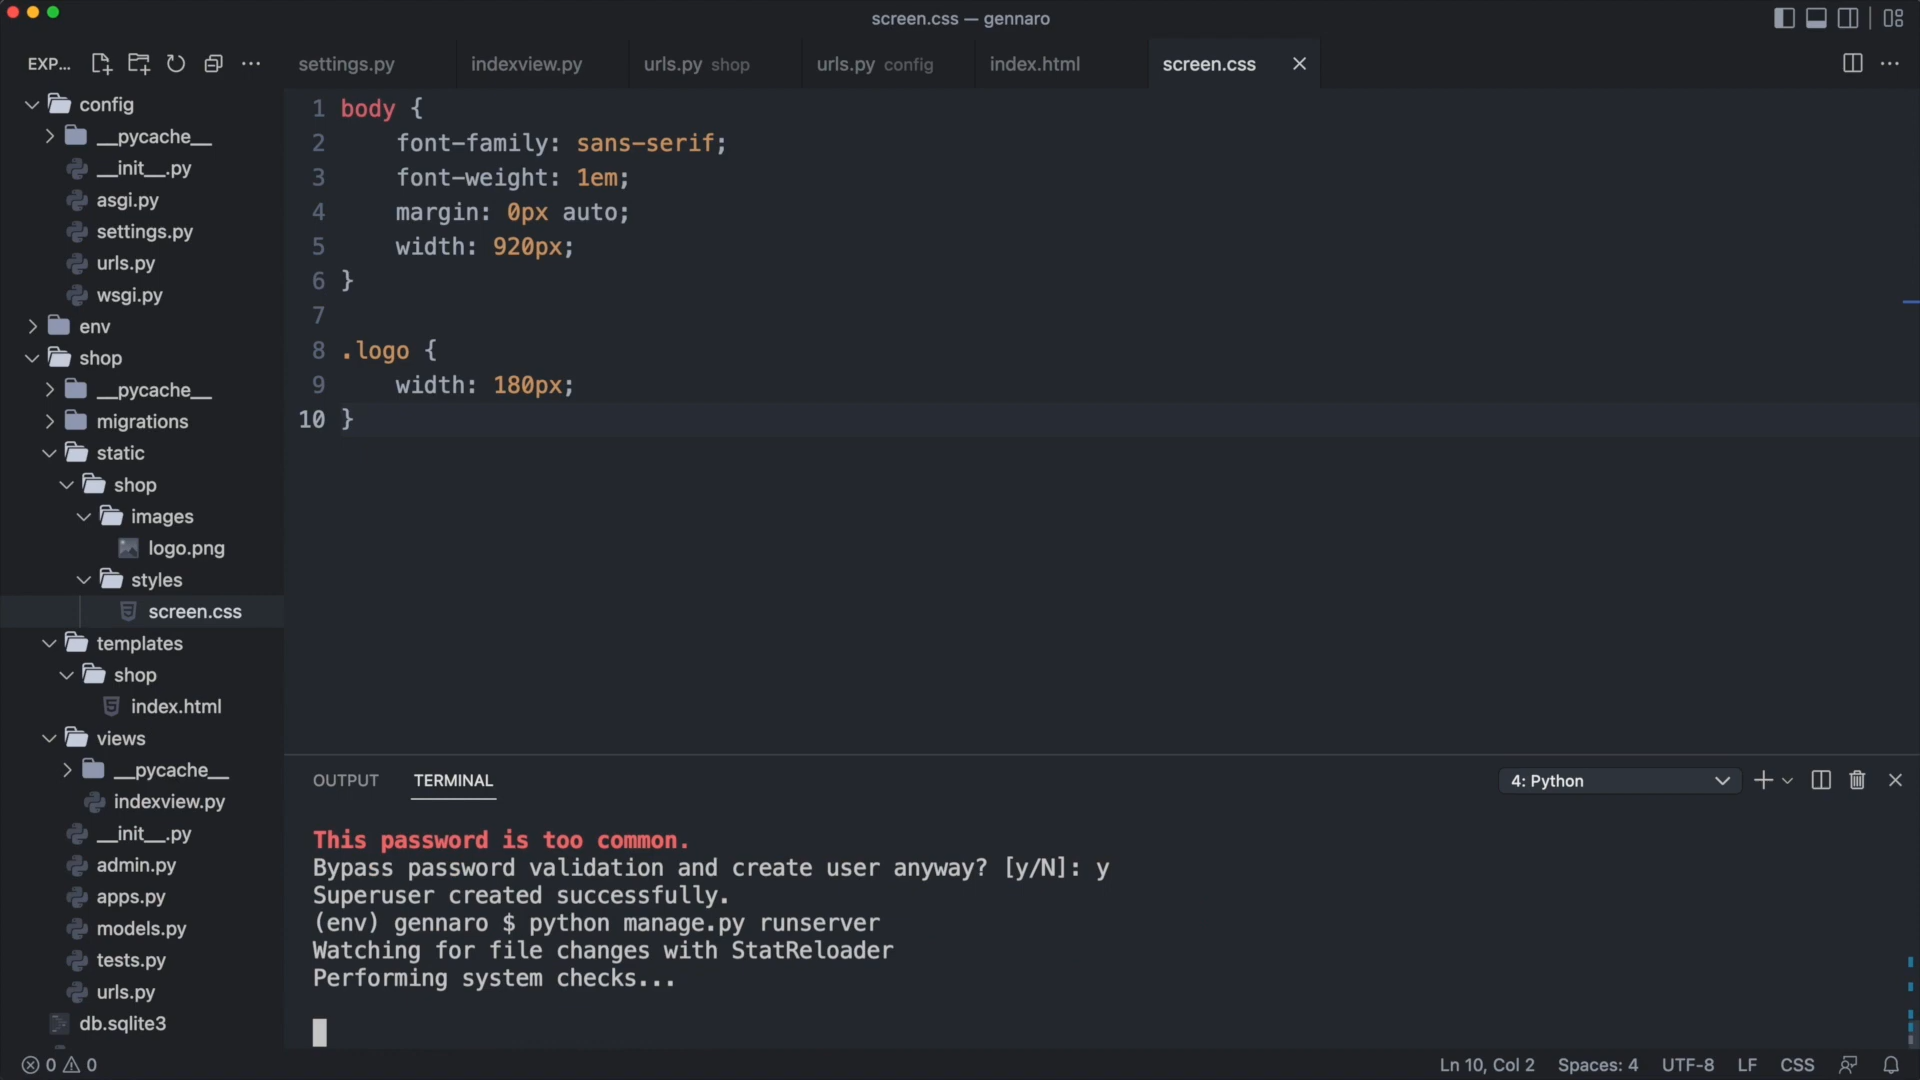 screen.css — gennaro
EXP...
settings.py
indexview.py
urls.py shop
urls.py config
index.html
screen.css
config
__pycache__
__init__.py
asgi.py
settings.py
urls.py
wsgi.py
env
shop
__pycache__
migrations
static
shop
images
logo.png
styles
screen.css
templates
shop
index.html
views
__pycache__
indexview.py
__init__.py
admin.py
apps.py
models.py
tests.py
urls.py
db.sqlite3
1 body {
2 font-family: sans-serif;
3 font-weight: 1em;
4 margin: 0px auto;
5 width: 920px;
6 }
7
8 .logo {
9 width: 180px;
10 }
OUTPUT TERMINAL
4: Python
This password is too common.
Bypass password validation and create user anyway? [y/N]: y
Superuser created successfully.
(env) gennaro $ python manage.py runserver
Watching for file changes with StatReloader
Performing system checks...
0 0
Ln 10, Col 2 Spaces: 4 UTF-8 LF CSS